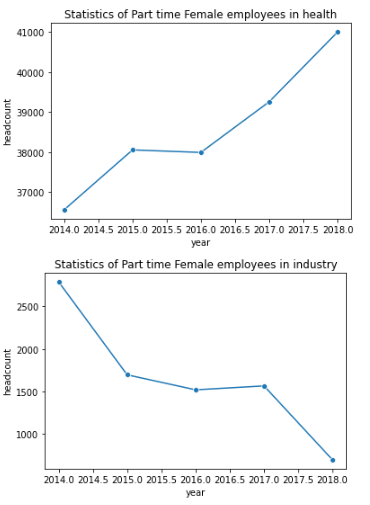 Statistics of Part time Female employees in health
41000
40000
39000
38000
37000
headcount
2014.0 2014.5 2015.0 2015.5 2016.0 2016.5 2017.0 2017.5 2018.0
year
Statistics of Part time Female employees in industry
2500
2000
1500
1000
headcount
2014.0 2014.5 2015.0 2015.5 2016.0 2016.5 2017.0 2017.5 2018.0
year